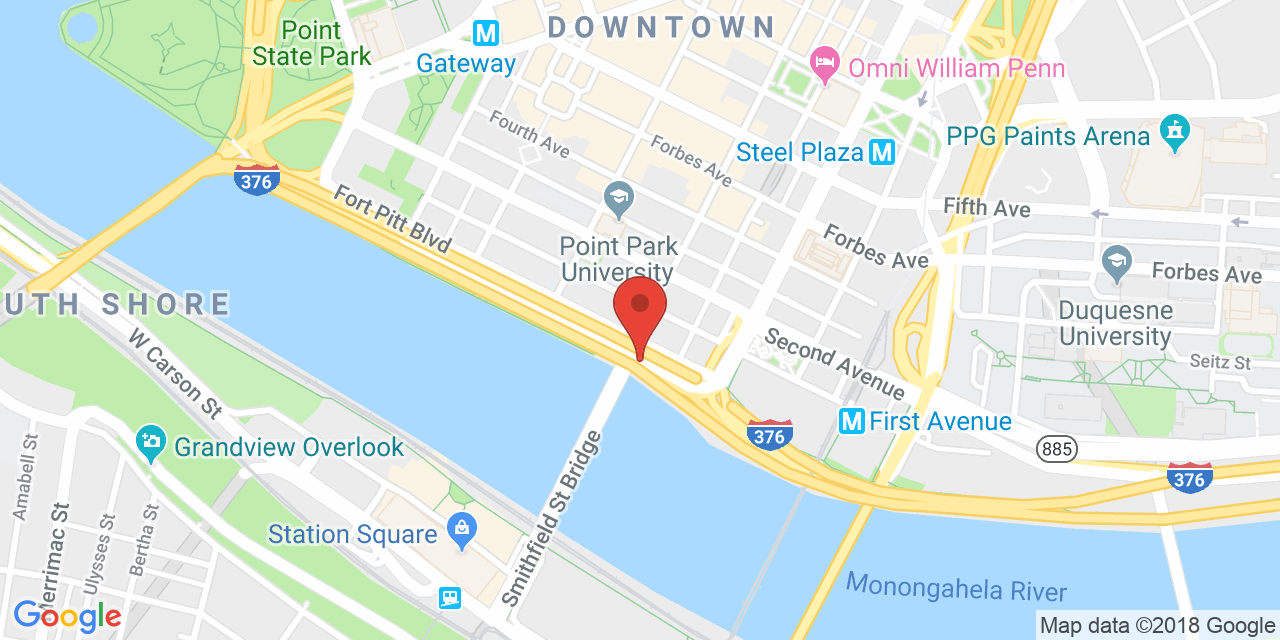 DOWNTOWN
Point
State Park
M
Gateway
Omni William Penn
PPG Paints Arena
Steel Plaza M
Fourth Ave
Forbes Ave
376
Fort Pitt Blvd
Fifth Ave
Point Park
University
Forbes Ave
Forbes Ave
UTH SHORE
Duquesne
University
Second Avenue
Seitz St
W Carson St
M First Avenue
376
885
Grandview Overlook
376
Smithfield St Bridge
Amabell St
Merrimac St
Ulysses St
Bertha St
Station Square
Monongahela River
Google
Map data ©2018 Google